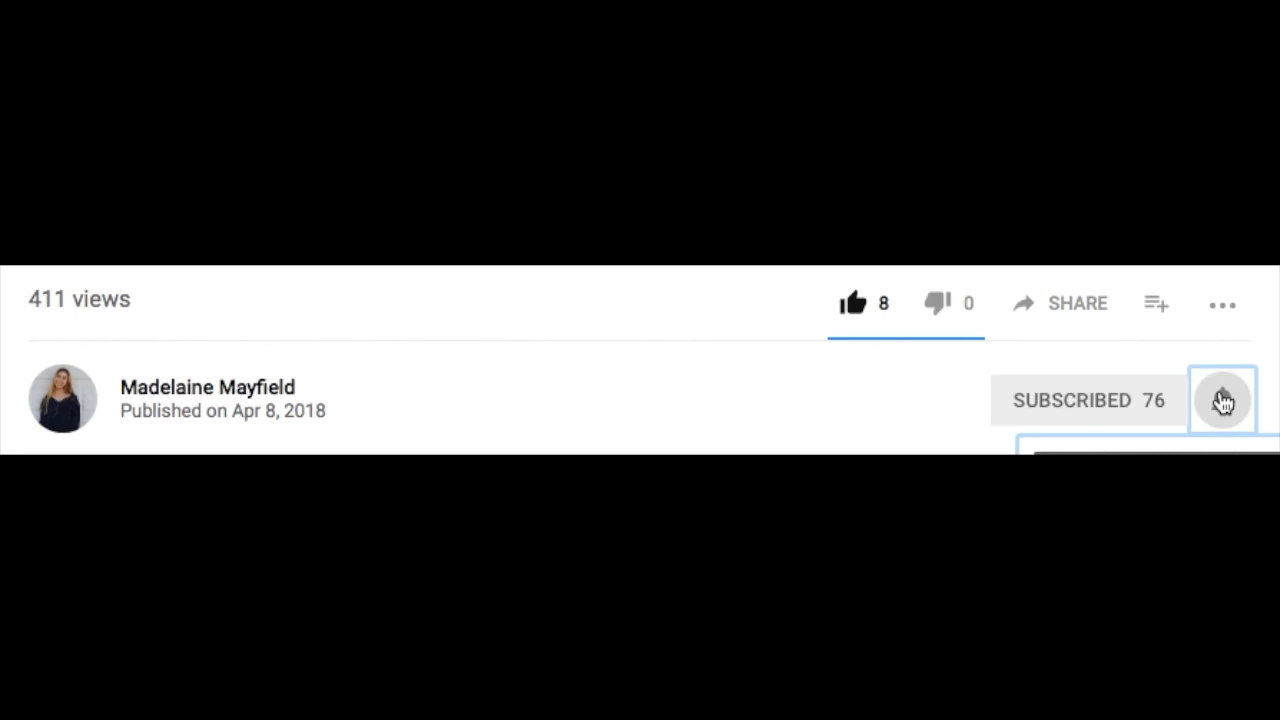 411 views
8
0
SHARE
Madelaine Mayfield
Published on Apr 8, 2018
SUBSCRIBED 76